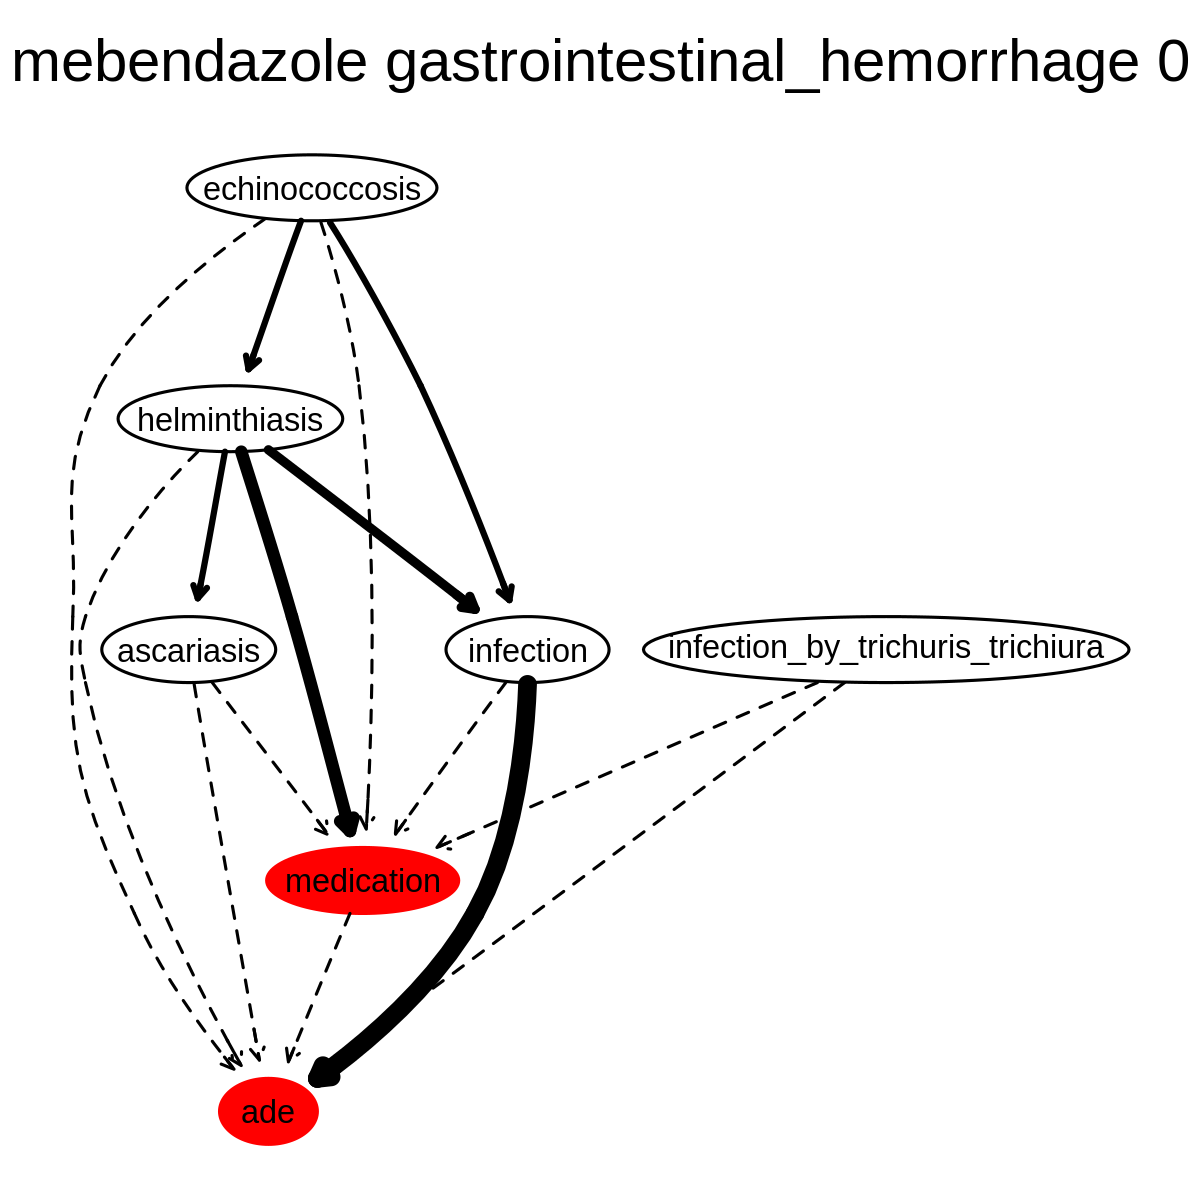 mebendazole gastrointestinal_hemorrhage 0
echinococcosis
helminthiasis
ascariasis
infection
infection_by_trichuris_trichiura
medication
ade